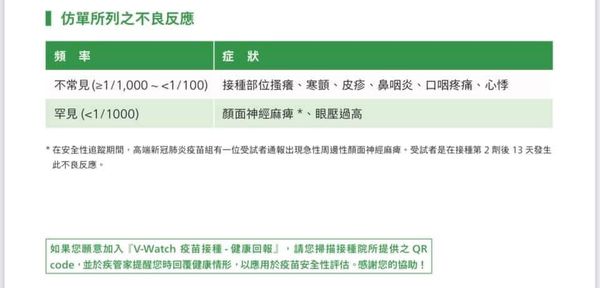 仿單所列之不良反應
頻 率 症 狀
不常見 (≥1/1,000 ~ <1/100) 接種部位搔癢、寒顫、皮疹、鼻咽炎、口咽疼痛、心悸
罕見 (<1/1000) 顏面神經麻痺 *、眼壓過高
* 在安全性追蹤期間，高端新冠肺炎疫苗組有一位受試者通報出現急性周邊性顏面神經麻痺。受試者是在接種第 2 劑後 13 天發生
此不良反應。
如果您願意加入『V-Watch 疫苗接種 - 健康回報』，請您掃描接種院所提供之 QR
code，並於疾管家提醒您時回覆健康情形，以應用於疫苗安全性評估。感謝您的協助！